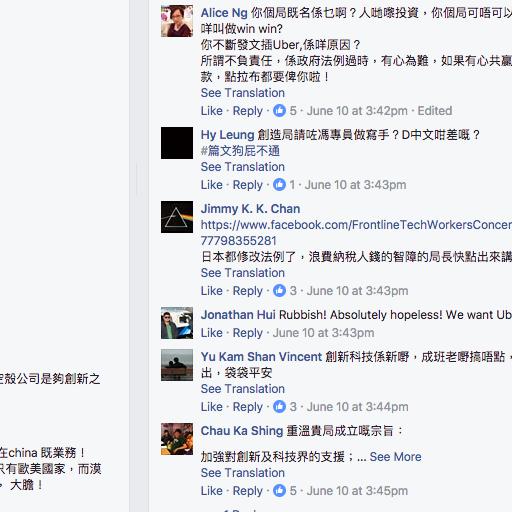 Alice Ng 你個局既名係乜啊？人哋嚟投資，你個局可唔可以
咩叫做win win?
你不斷發文插Uber,係咩原因？
所謂不負責任，係政府法例過時，有心為難，如果有心共贏
款，點拉布都要俾你啦！
See Translation
Like · Reply · 5 · June 10 at 3:42pm · Edited
Hy Leung 創造局請咗馮專員做寫手？D中文咁差嘅？
#篇文狗屁不通
See Translation
Like · Reply · 1 · June 10 at 3:43pm
Jimmy K. K. Chan
https://www.facebook.com/FrontlineTechWorkersConcer
77798355281
日本都修改法例了，浪費納稅人錢的智障的局長快點出來講
See Translation
Like · Reply · 3 · June 10 at 3:43pm
Jonathan Hui Rubbish! Absolutely hopeless! We want Ub
Like · Reply · June 10 at 3:43pm
Yu Kam Shan Vincent 創新科技係新嘢，成班老嘢搞唔點，
出，袋袋平安
See Translation
Like · Reply · 3 · June 10 at 3:44pm
Chau Ka Shing 重溫貴局成立嘅宗旨：
加強對創新及科技界的支援；... See More
See Translation
Like · Reply · 5 · June 10 at 3:45pm
空殼公司是夠創新之
在china 既業務！
只有歐美國家，而漠
，大膽！